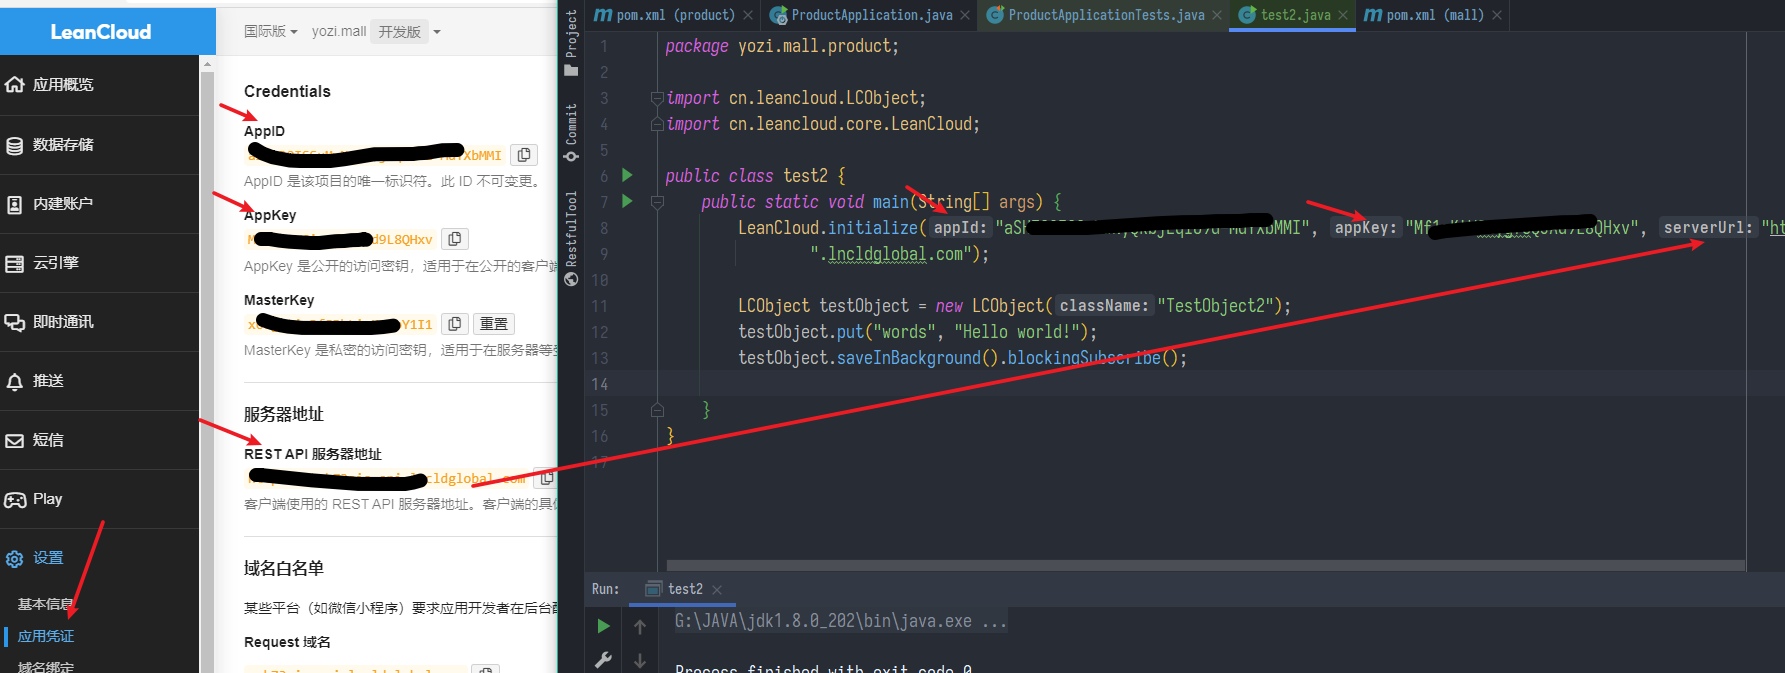 LeanCloud
国际版
yozi.mall
开发版
应用概览
数据存储
内建账户
云引擎
即时通讯
推送
短信
Play
设置
基本信息
应用凭证
域名绑定
Credentials
AppID
XbMMI
AppID 是该项目的唯一标识符。此 ID 不可变更。
AppKey
d9L8QHxv
AppKey 是公开的访问密钥，适用于在公开的客户端
MasterKey
Y1I1
重置
MasterKey 是私密的访问密钥，适用于在服务器等
服务器地址
REST API 服务器地址
cldglobal.com
客户端使用的 REST API 服务器地址。客户端的具
域名白名单
某些平台（如微信小程序）要求应用开发者在后台
Request 域名
Project
Commit
RestfulTool
pom.xml (product)
ProductApplication.java
ProductApplicationTests.java
test2.java
pom.xml (mall)
1 package yozi.mall.product;
2
3 import cn.leancloud.LCObject;
4 import cn.leancloud.core.LeanCloud;
5
6 public class test2 {
7 public static void main(String[] args) {
8 LeanCloud.initialize( appId: "aS MMI", appKey: "Mf1 QHxv", serverUrl: "ht
9 ".lncldglobal.com");
10
11 LCObject testObject = new LCObject( className: "TestObject2");
12 testObject.put("words", "Hello world!");
13 testObject.saveInBackground().blockingSubscribe();
14
15 }
16 }
17
Run: test2
G:\JAVA\jdk1.8.0_202\bin\java.exe ...
Process finished with exit code 0